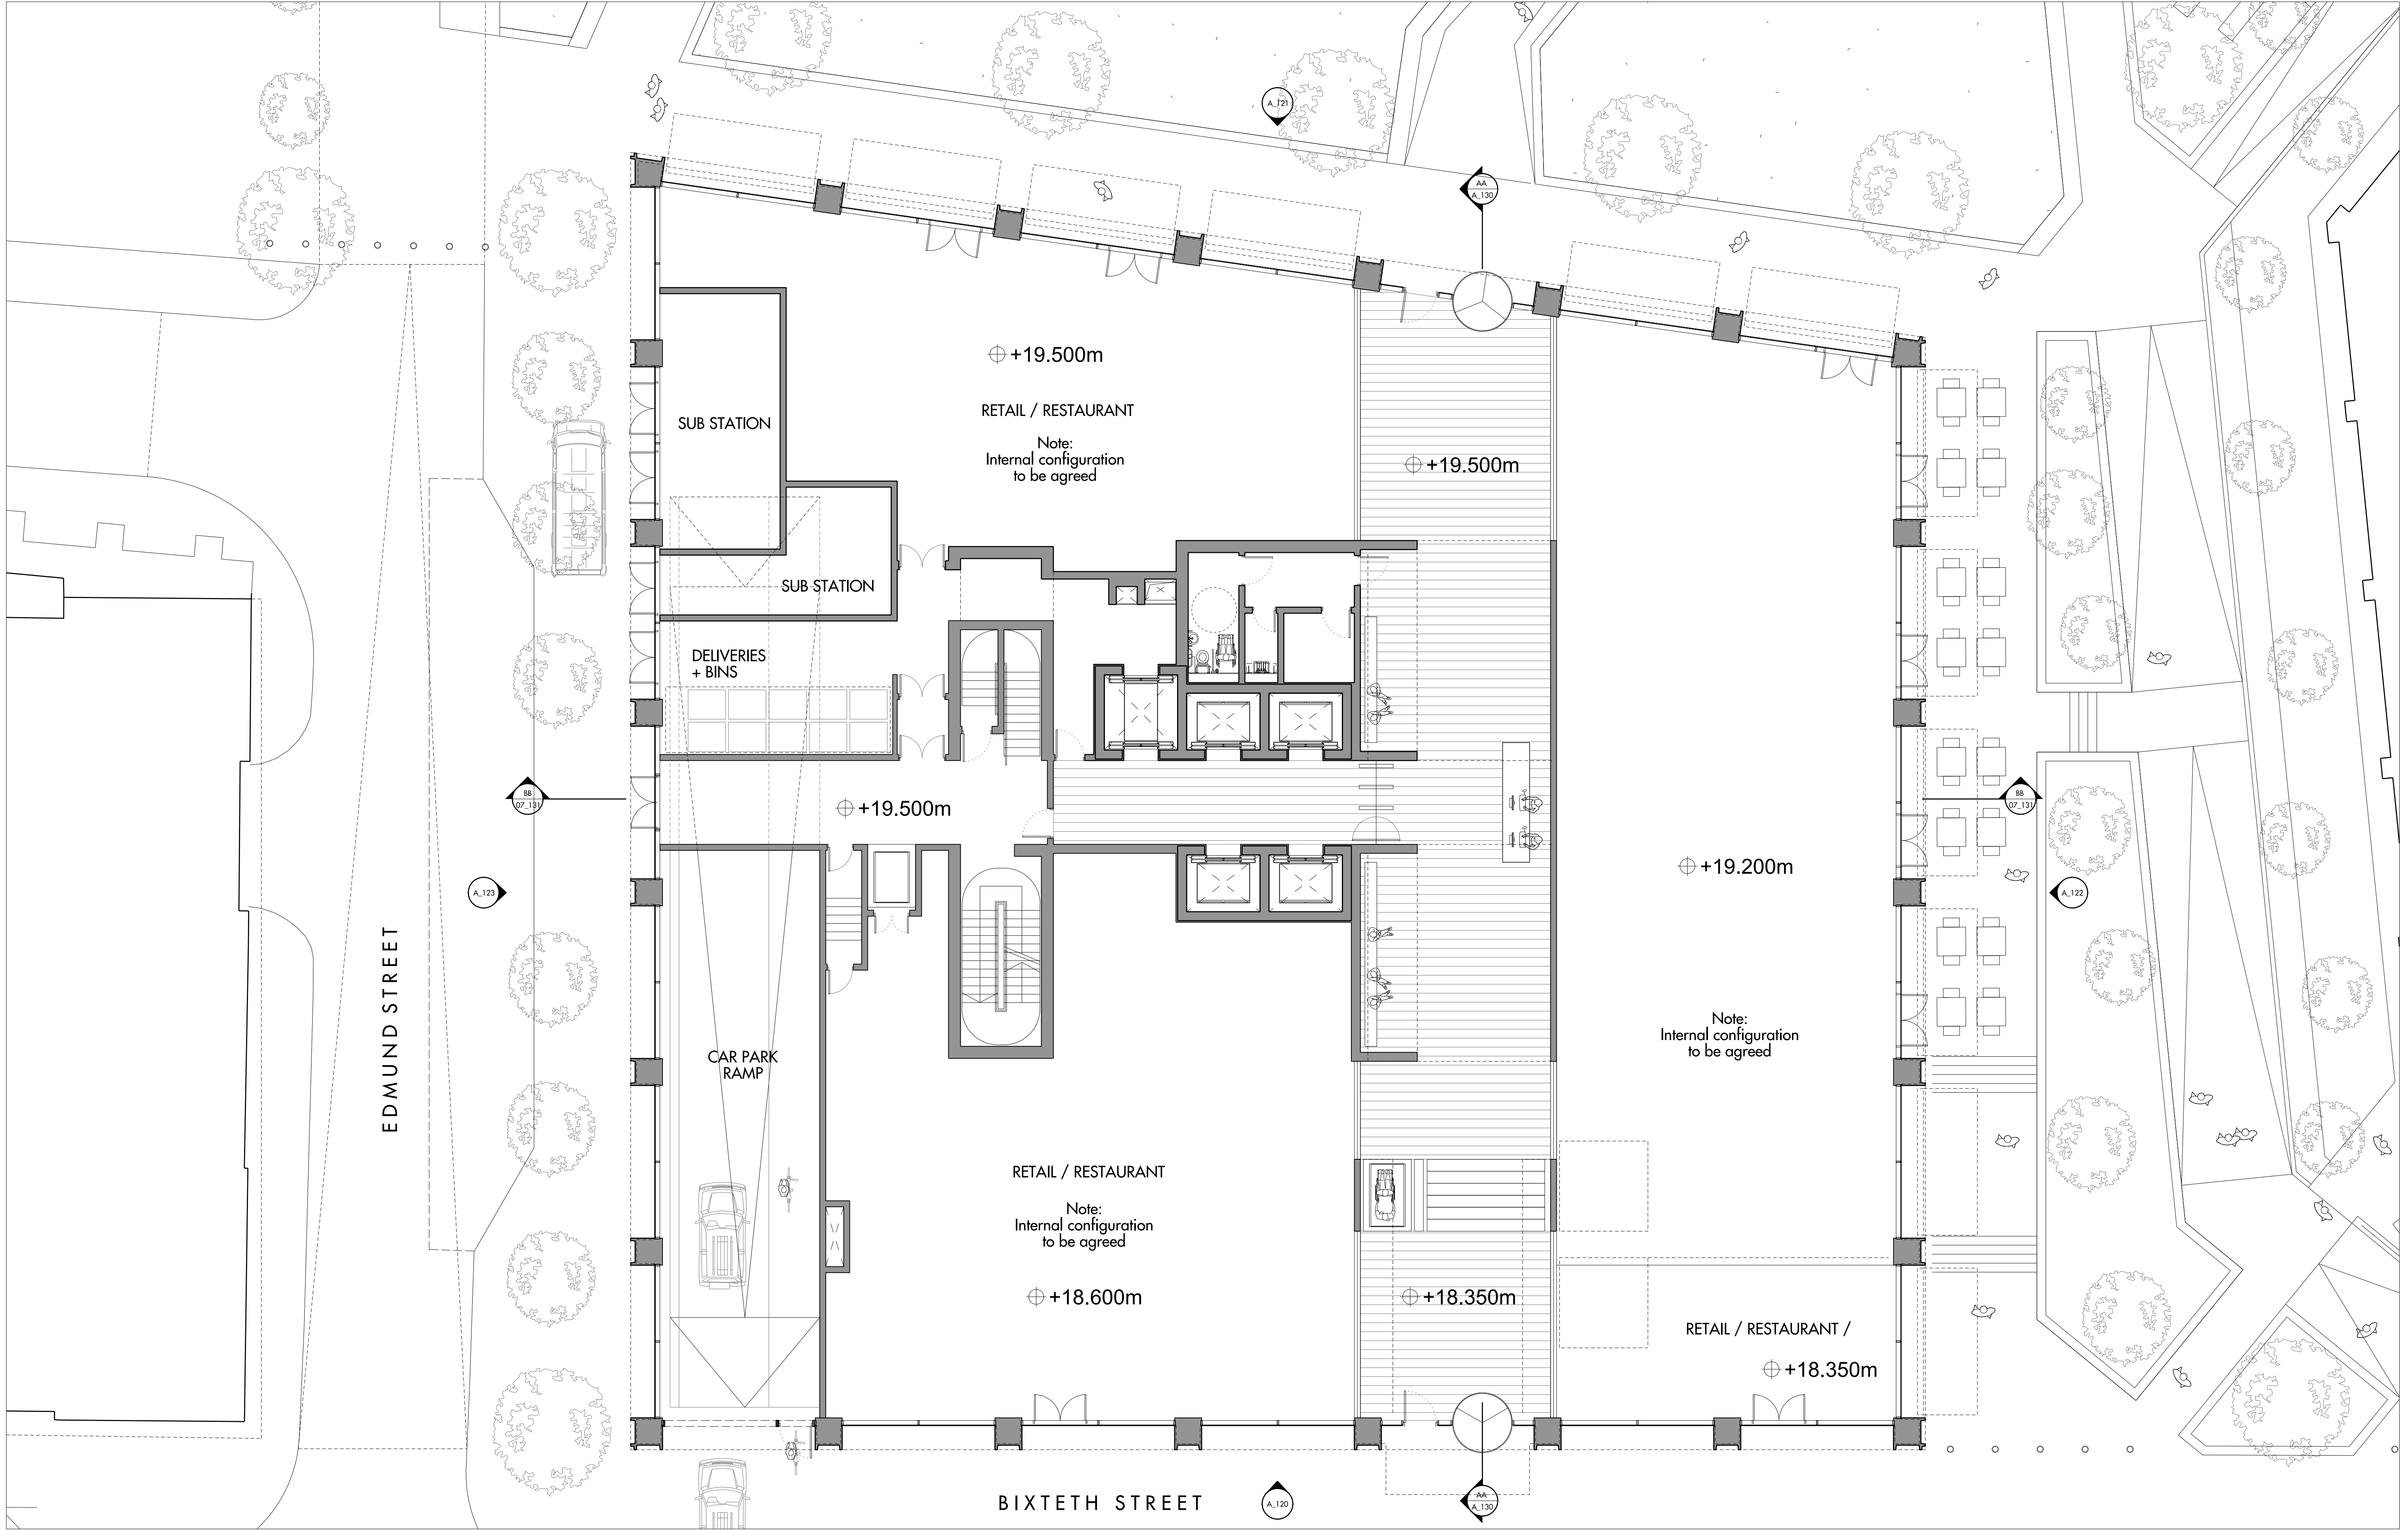 A_121
AA
A_130
+19.500m
RETAIL / RESTAURANT
Note:
Internal configuration
to be agreed
SUB STATION
+19.500m
SUB STATION
DELIVERIES
+ BINS
BB
07_131
+19.500m
BB
07_131
+19.200m
A_123
A_122
EDMUND STREET
Note:
Internal configuration
to be agreed
CAR PARK
RAMP
RETAIL / RESTAURANT
Note:
Internal configuration
to be agreed
+18.600m
+18.350m
RETAIL / RESTAURANT /
+18.350m
BIXTETH STREET
A_120
AA
A_130